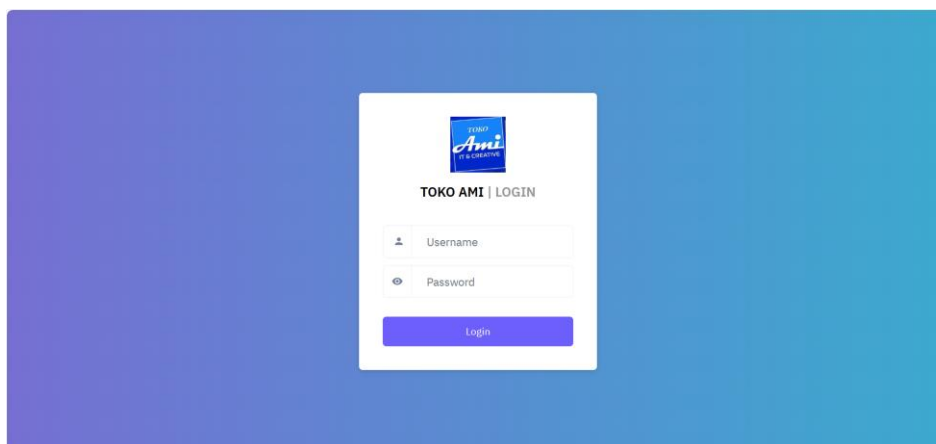 TOKO
Ami
IT & CREATIVE
TOKO AMI | LOGIN
Username
Password
Login